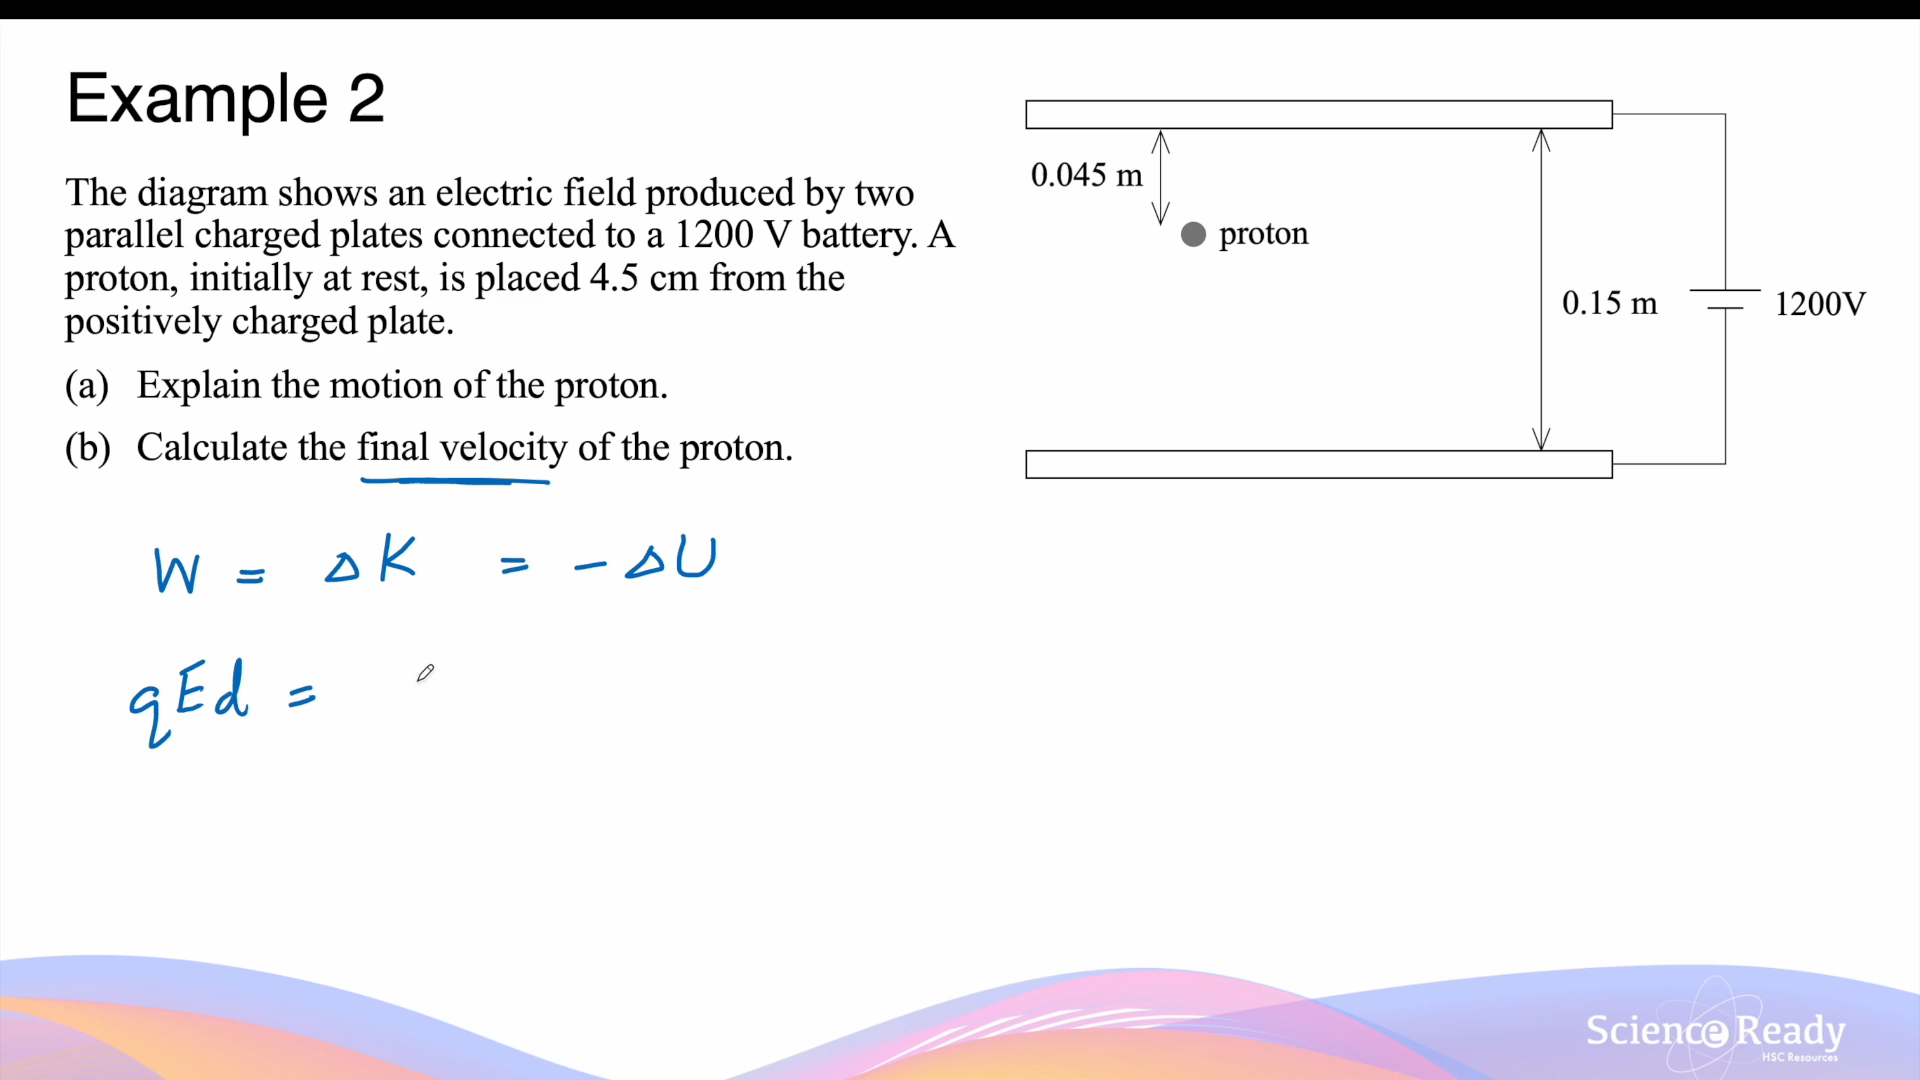 Example 2
The diagram shows an electric field produced by two
parallel charged plates connected to a 1200 V battery. A
proton, initially at rest, is placed 4.5 cm from the
positively charged plate.
(a) Explain the motion of the proton.
(b) Calculate the final velocity of the proton.
W = ΔK = -ΔU
qEd =
0.045 m
proton
0.15 m
1200V
Science Ready
HSC Resources